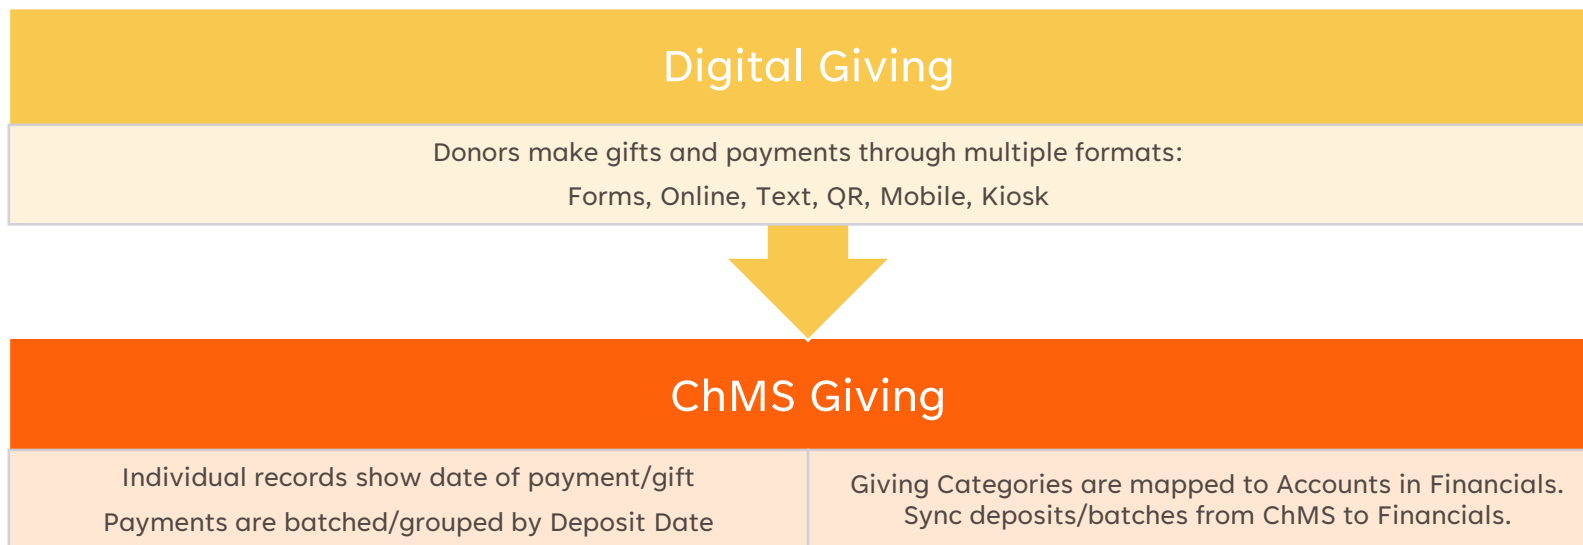 Digital Giving
Donors make gifts and payments through multiple formats:
Forms, Online, Text, QR, Mobile, Kiosk
ChMS Giving
Individual records show date of payment/gift
Payments are batched/grouped by Deposit Date
Giving Categories are mapped to Accounts in Financials.
Sync deposits/batches from ChMS to Financials.